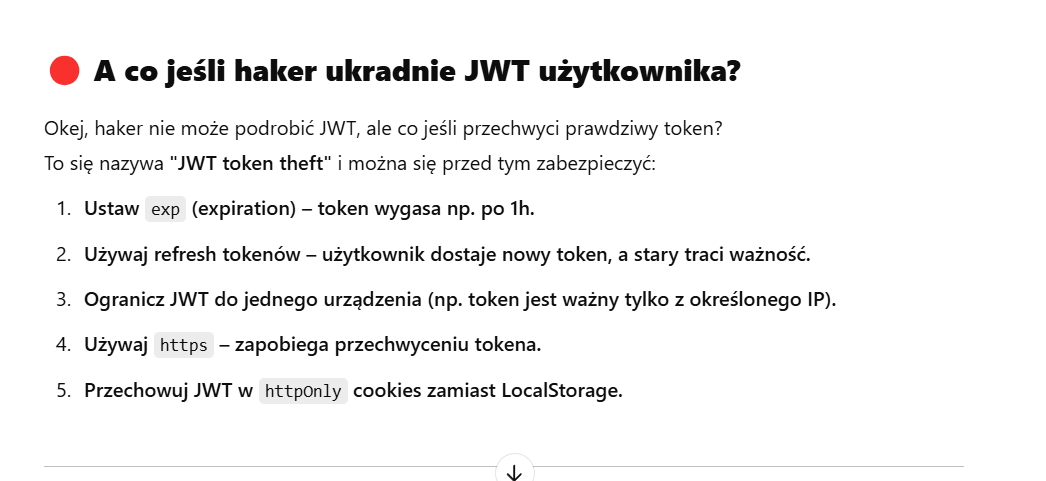 A co jeśli haker ukradnie JWT użytkownika?
Okej, haker nie może podrobić JWT, ale co jeśli przechwyci prawdziwy token?
To się nazywa "JWT token theft" i można się przed tym zabezpieczyć:
1. Ustaw exp (expiration) – token wygasa np. po 1h.
2. Używaj refresh tokenów – użytkownik dostaje nowy token, a stary traci ważność.
3. Ogranicz JWT do jednego urządzenia (np. token jest ważny tylko z określonego IP).
4. Używaj https – zapobiega przechwyceniu tokena.
5. Przechowuj JWT w httpOnly cookies zamiast LocalStorage.